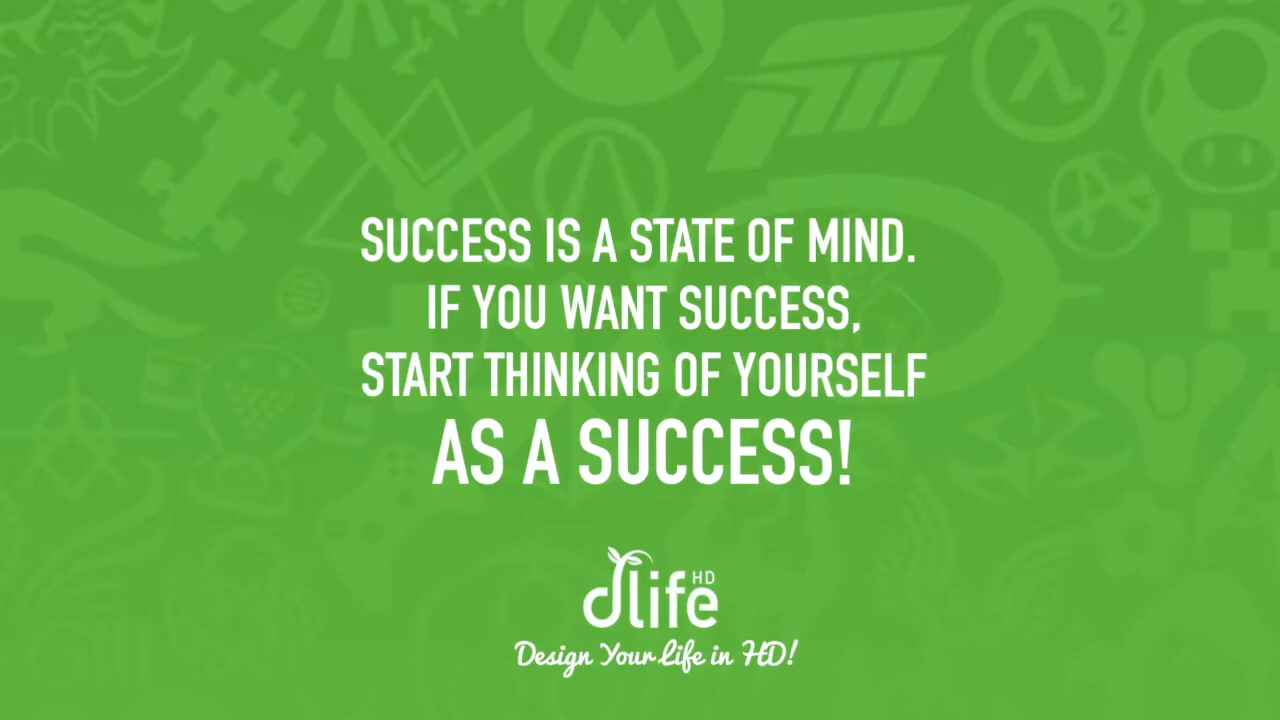 SUCCESS IS A STATE OF MIND.
IF YOU WANT SUCCESS,
START THINKING OF YOURSELF
AS A SUCCESS!
dlife HD
Design Your Life in HD!
2